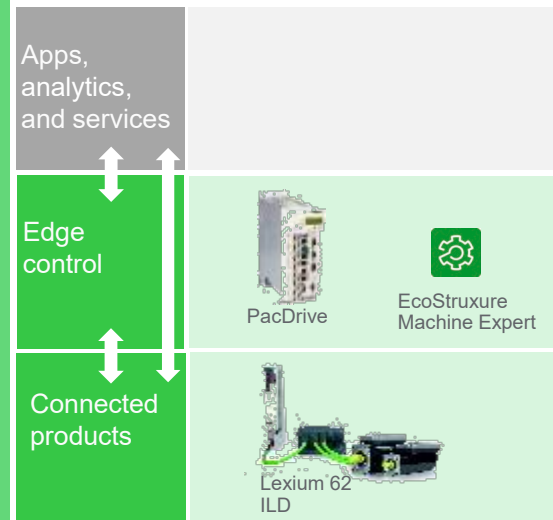 Apps,
analytics,
and services
Edge
control
PacDrive
EcoStruxure
Machine Expert
Connected
products
Lexium 62
ILD